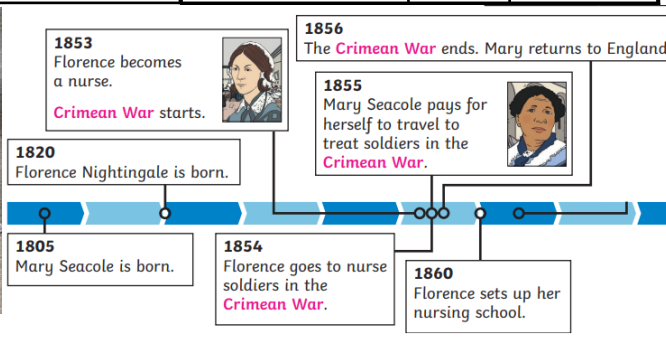 1853
Florence becomes
a nurse.
Crimean War starts.
1856
The Crimean War ends. Mary returns to England
1855
Mary Seacole pays for
herself to travel to
treat soldiers in the
Crimean War.
1820
Florence Nightingale is born.
1805
Mary Seacole is born.
1854
Florence goes to nurse
soldiers in the
Crimean War.
1860
Florence sets up her
nursing school.